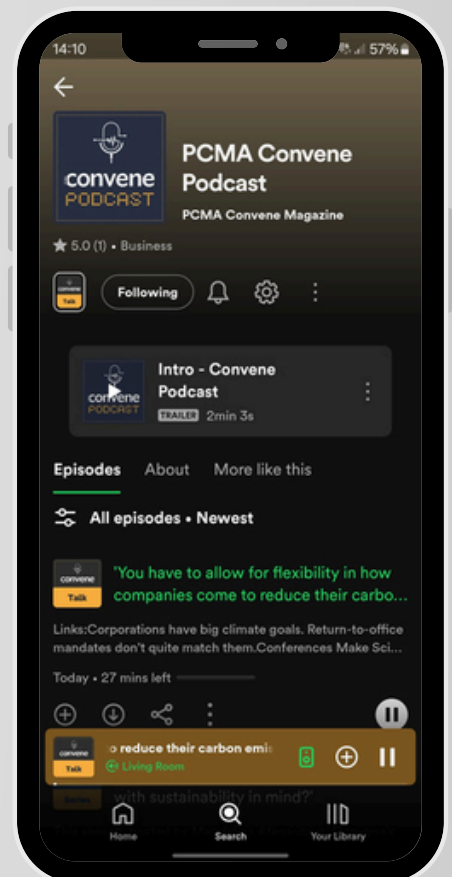 14:10
57%
convene
PODCAST
PCMA Convene
Podcast
PCMA Convene Magazine
5.0 (1) • Business
convene
Talk
Following
convene
PODCAST
Intro - Convene
Podcast
TRAILER 2min 3s
Episodes About More like this
All episodes • Newest
convene
Talk
'You have to allow for flexibility in how
companies come to reduce their carbo...
Links:Corporations have big climate goals. Return-to-office
mandates don't quite match them.Conferences Make Sci...
Today • 27 mins left
convene
Talk
o reduce their carbon emis
Living Room
Series
with sustainability in mind?'
Home Search Your Library